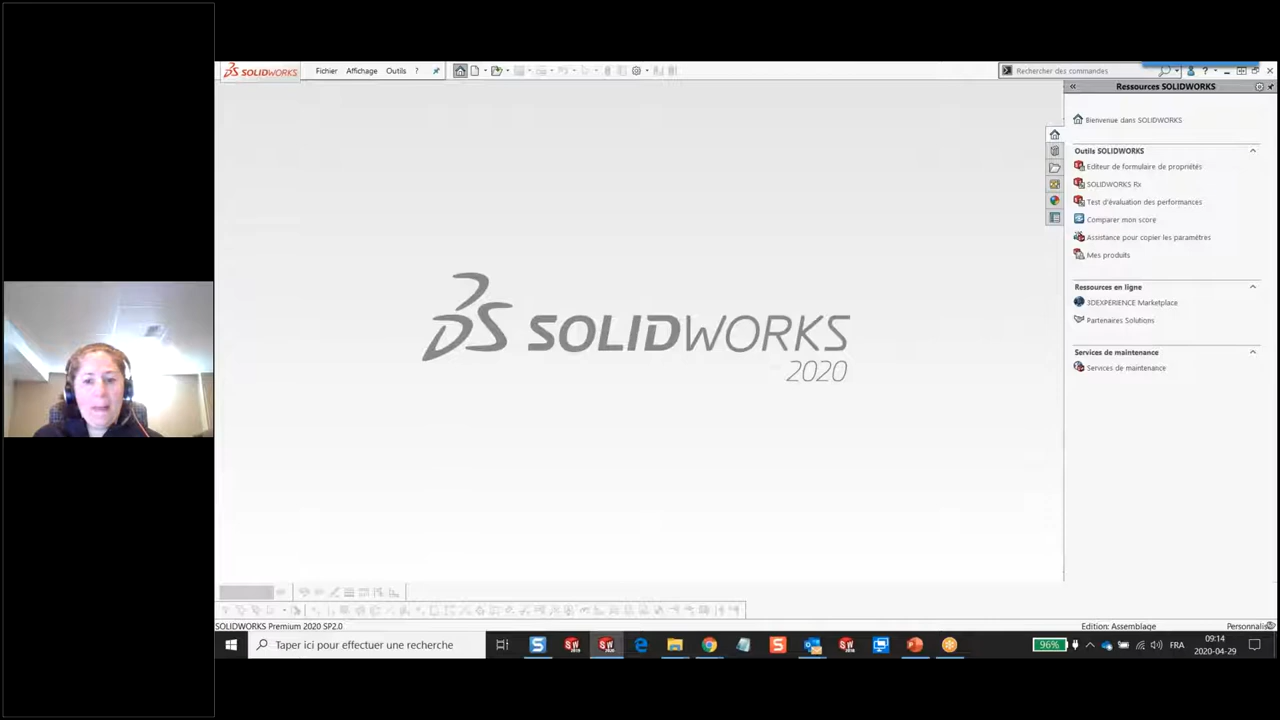 SOLIDWORKS
Fichier Affichage Outils ?
Rechercher des commandes
?
Ressources SOLIDWORKS
Bienvenue dans SOLIDWORKS
Outils SOLIDWORKS
Editeur de formulaire de propriétés
SOLIDWORKS Rx
Test d'évaluation des performances
Comparer mon score
Assistance pour copier les paramètres
Mes produits
Ressources en ligne
3DEXPERIENCE Marketplace
Partenaires Solutions
Services de maintenance
Services de maintenance
SOLIDWORKS
2020
SOLIDWORKS Premium 2020 SP2.0
Edition: Assemblage
Taper ici pour effectuer une recherche
96%
FRA
09:14
2020-04-29